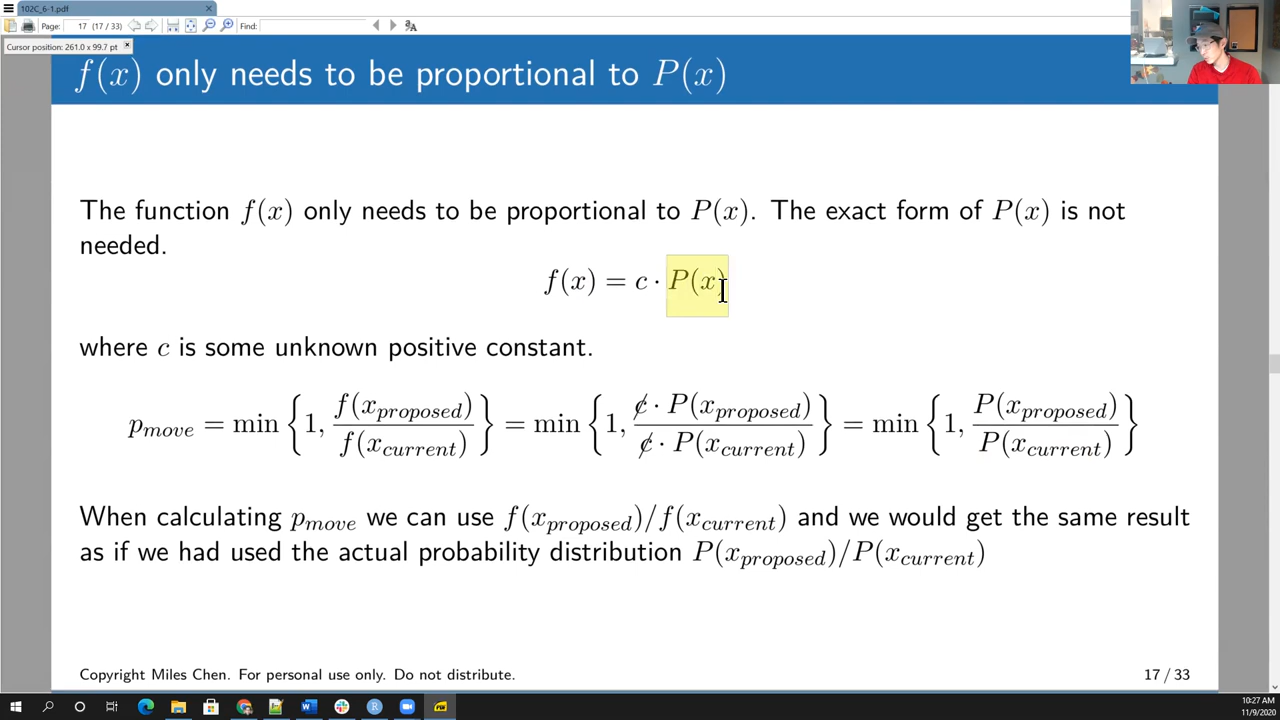 102C_6-1.pdf
Page: 17 (17 / 33) Find:
Cursor position: 261.0 x 99.7 pt
f(x) only needs to be proportional to P(x)
The function f(x) only needs to be proportional to P(x). The exact form of P(x) is not
needed.
f(x) = c · P(x)
where c is some unknown positive constant.
p_move = min {1, f(x_proposed) / f(x_current)} = min {1, c̸ · P(x_proposed) / c̸ · P(x_current)} = min {1, P(x_proposed) / P(x_current)}
When calculating p_move we can use f(x_proposed)/f(x_current) and we would get the same result
as if we had used the actual probability distribution P(x_proposed)/P(x_current)
Copyright Miles Chen. For personal use only. Do not distribute. 17 / 33
10:27 AM
11/9/2020